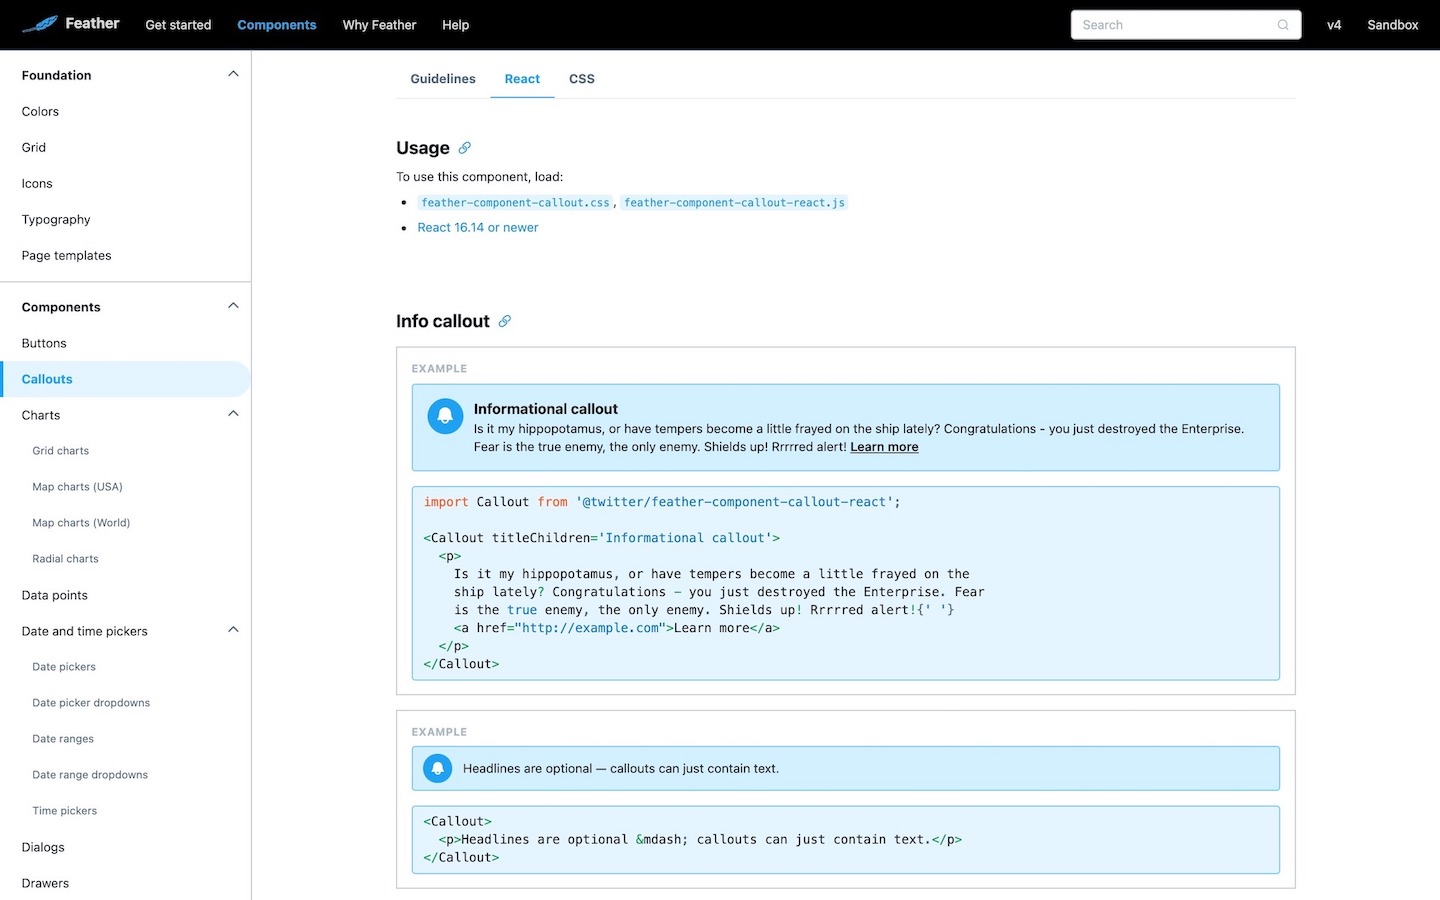 Feather
Get started
Components
Why Feather
Help
Search
v4
Sandbox
Foundation
Colors
Grid
Icons
Typography
Page templates
Components
Buttons
Callouts
Charts
Grid charts
Map charts (USA)
Map charts (World)
Radial charts
Data points
Date and time pickers
Date pickers
Date picker dropdowns
Date ranges
Date range dropdowns
Time pickers
Dialogs
Drawers
Guidelines
React
CSS
Usage
To use this component, load:
• feather-component-callout.css, feather-component-callout-react.js
• React 16.14 or newer
Info callout
EXAMPLE
Informational callout
Is it my hippopotamus, or have tempers become a little frayed on the ship lately? Congratulations - you just destroyed the Enterprise.
Fear is the true enemy, the only enemy. Shields up! Rrrrred alert! Learn more
import Callout from '@twitter/feather-component-callout-react';
<Callout titleChildren='Informational callout'>
<p>
Is it my hippopotamus, or have tempers become a little frayed on the
ship lately? Congratulations - you just destroyed the Enterprise. Fear
is the true enemy, the only enemy. Shields up! Rrrrred alert!{' '}
<a href="http://example.com">Learn more</a>
</p>
</Callout>
EXAMPLE
Headlines are optional — callouts can just contain text.
<Callout>
<p>Headlines are optional &mdash; callouts can just contain text.</p>
</Callout>